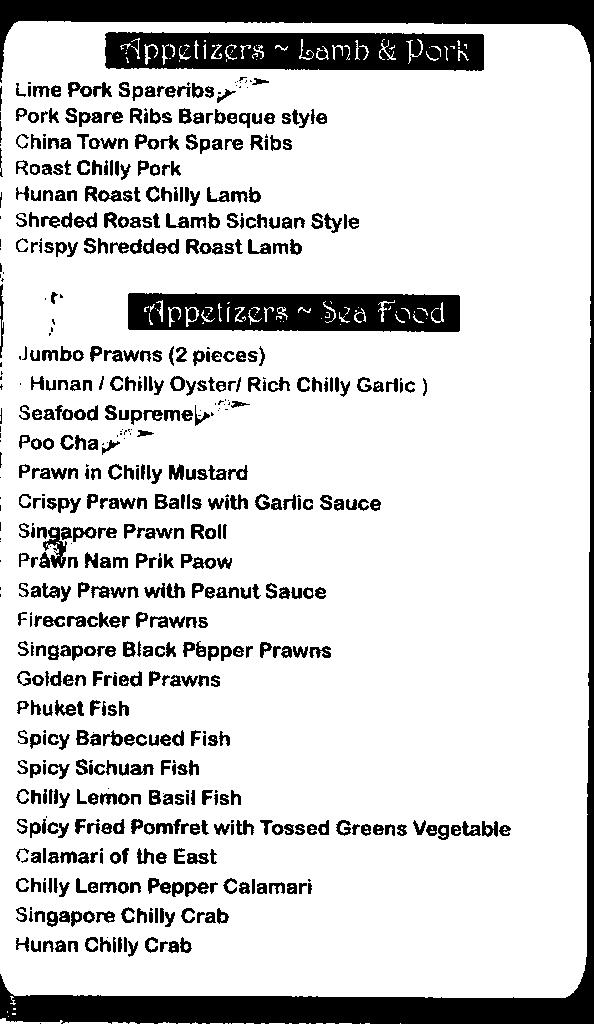 Appetizers ~ Lamb & Pork
Lime Pork Spareribs
Pork Spare Ribs Barbeque style
China Town Pork Spare Ribs
Roast Chilly Pork
Hunan Roast Chilly Lamb
Shreded Roast Lamb Sichuan Style
Crispy Shredded Roast Lamb
Appetizers ~ Sea Food
Jumbo Prawns (2 pieces)
Hunan / Chilly Oyster/ Rich Chilly Garlic )
Seafood Supreme
Poo Cha
Prawn in Chilly Mustard
Crispy Prawn Balls with Garlic Sauce
Singapore Prawn Roll
Prawn Nam Prik Paow
Satay Prawn with Peanut Sauce
Firecracker Prawns
Singapore Black Pepper Prawns
Golden Fried Prawns
Phuket Fish
Spicy Barbecued Fish
Spicy Sichuan Fish
Chilly Lemon Basil Fish
Spicy Fried Pomfret with Tossed Greens Vegetable
Calamari of the East
Chilly Lemon Pepper Calamari
Singapore Chilly Crab
Hunan Chilly Crab